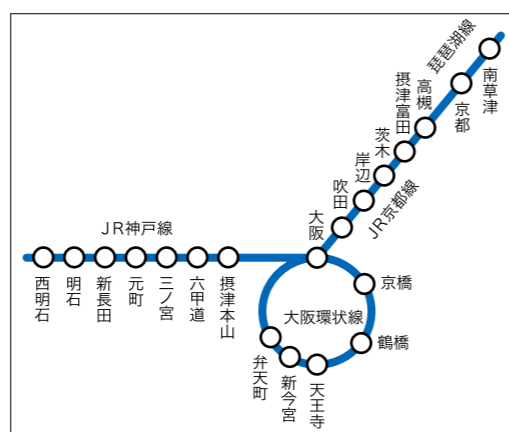 琵琶湖線
南草津
京都
高槻
摂津富田
茨木
岸辺
吹田
JR京都線
大阪
JR神戸線
西明石
明石
新長田
元町
三ノ宮
六甲道
摂津本山
大阪環状線
京橋
鶴橋
天王寺
新今宮
弁天町